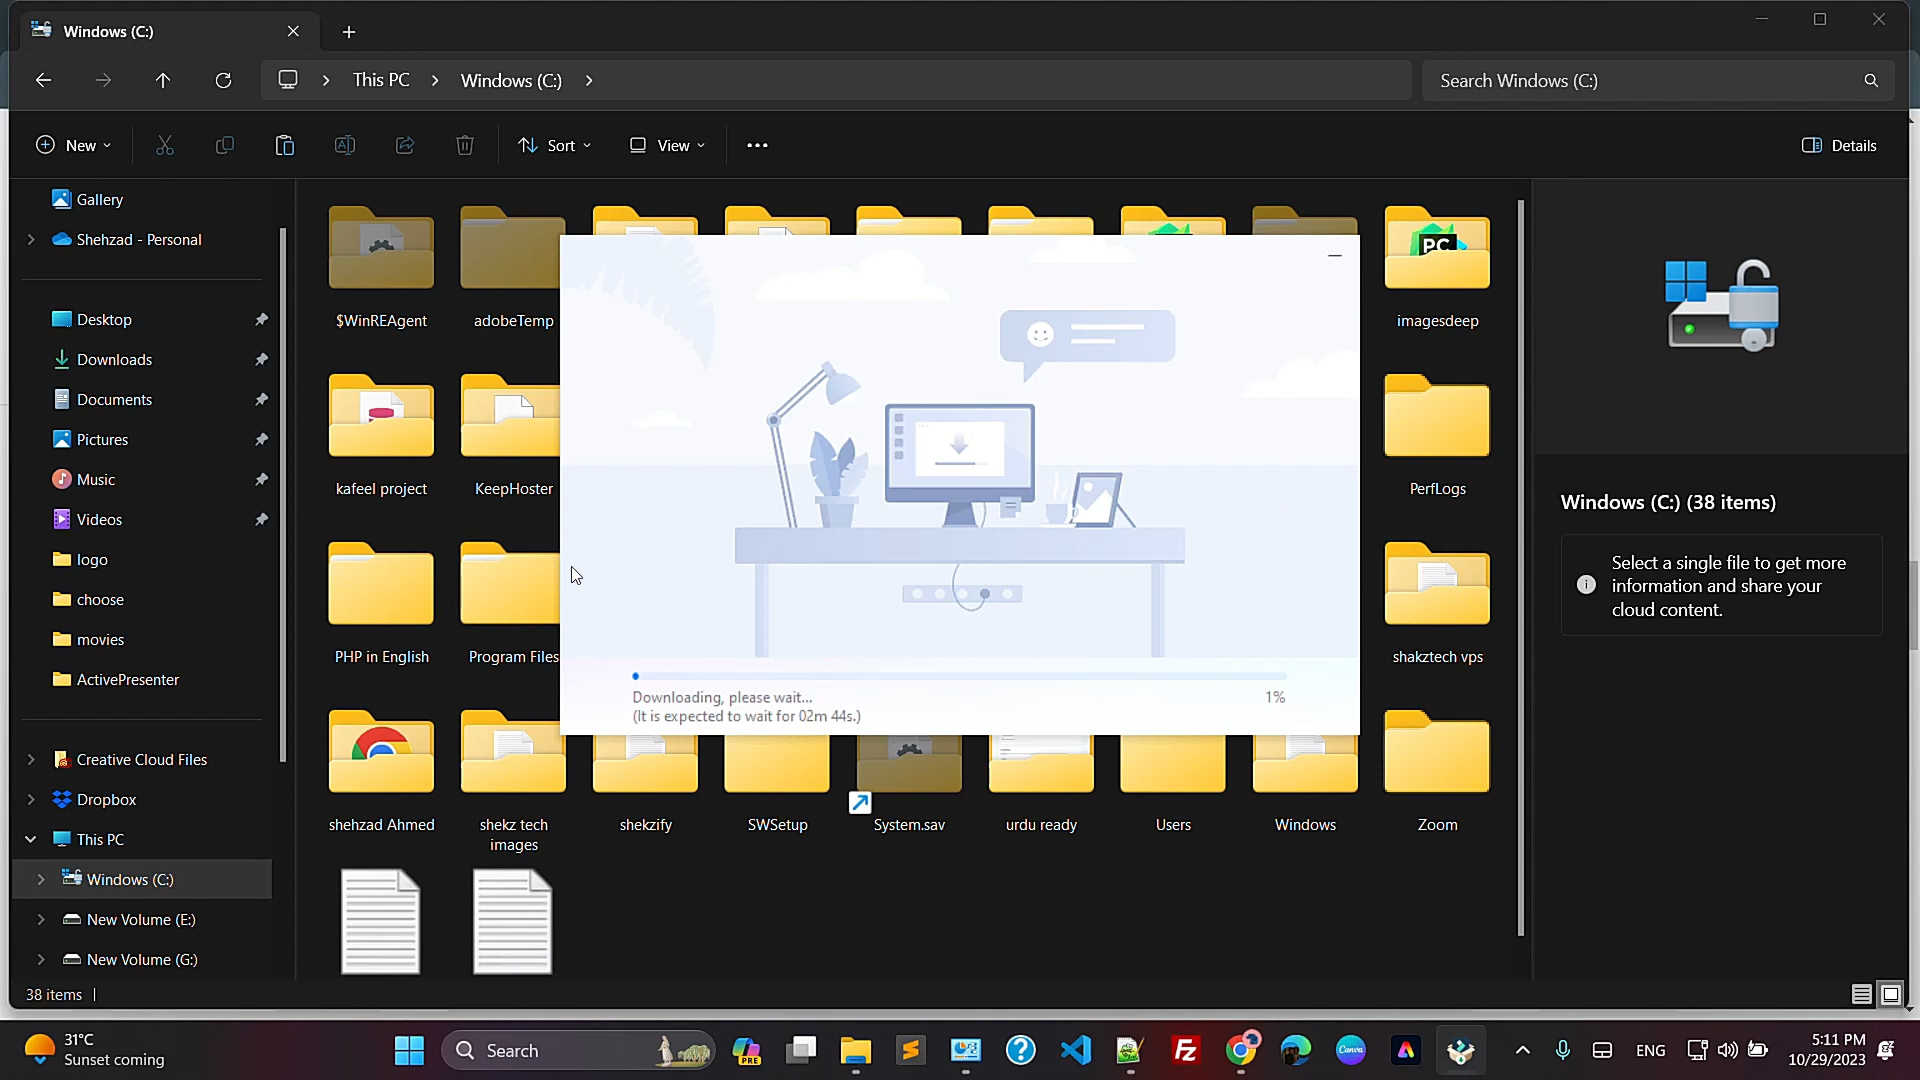 Windows (C:)
This PC
Windows (C:)
Search Windows (C:)
New
Sort
View
Details
Gallery
Shehzad - Personal
Desktop
Downloads
Documents
Pictures
Music
Videos
logo
choose
movies
ActivePresenter
Creative Cloud Files
Dropbox
This PC
Windows (C:)
New Volume (E:)
New Volume (G:)
$WinREAgent
adobeTemp
PC
imagesdeep
kafeel project
KeepHoster
PerfLogs
PHP in English
Program Files
shakztech vps
Downloading, please wait...
1%
(It is expected to wait for 02m 44s.)
shehzad Ahmed
shekz tech
images
shekzify
SWSetup
System.sav
urdu ready
Users
Windows
Zoom
Windows (C:) (38 items)
Select a single file to get more
information and share your
cloud content.
38 items
31°C
Sunset coming
Search
PRE
Canva
ENG
5:11 PM
10/29/2023